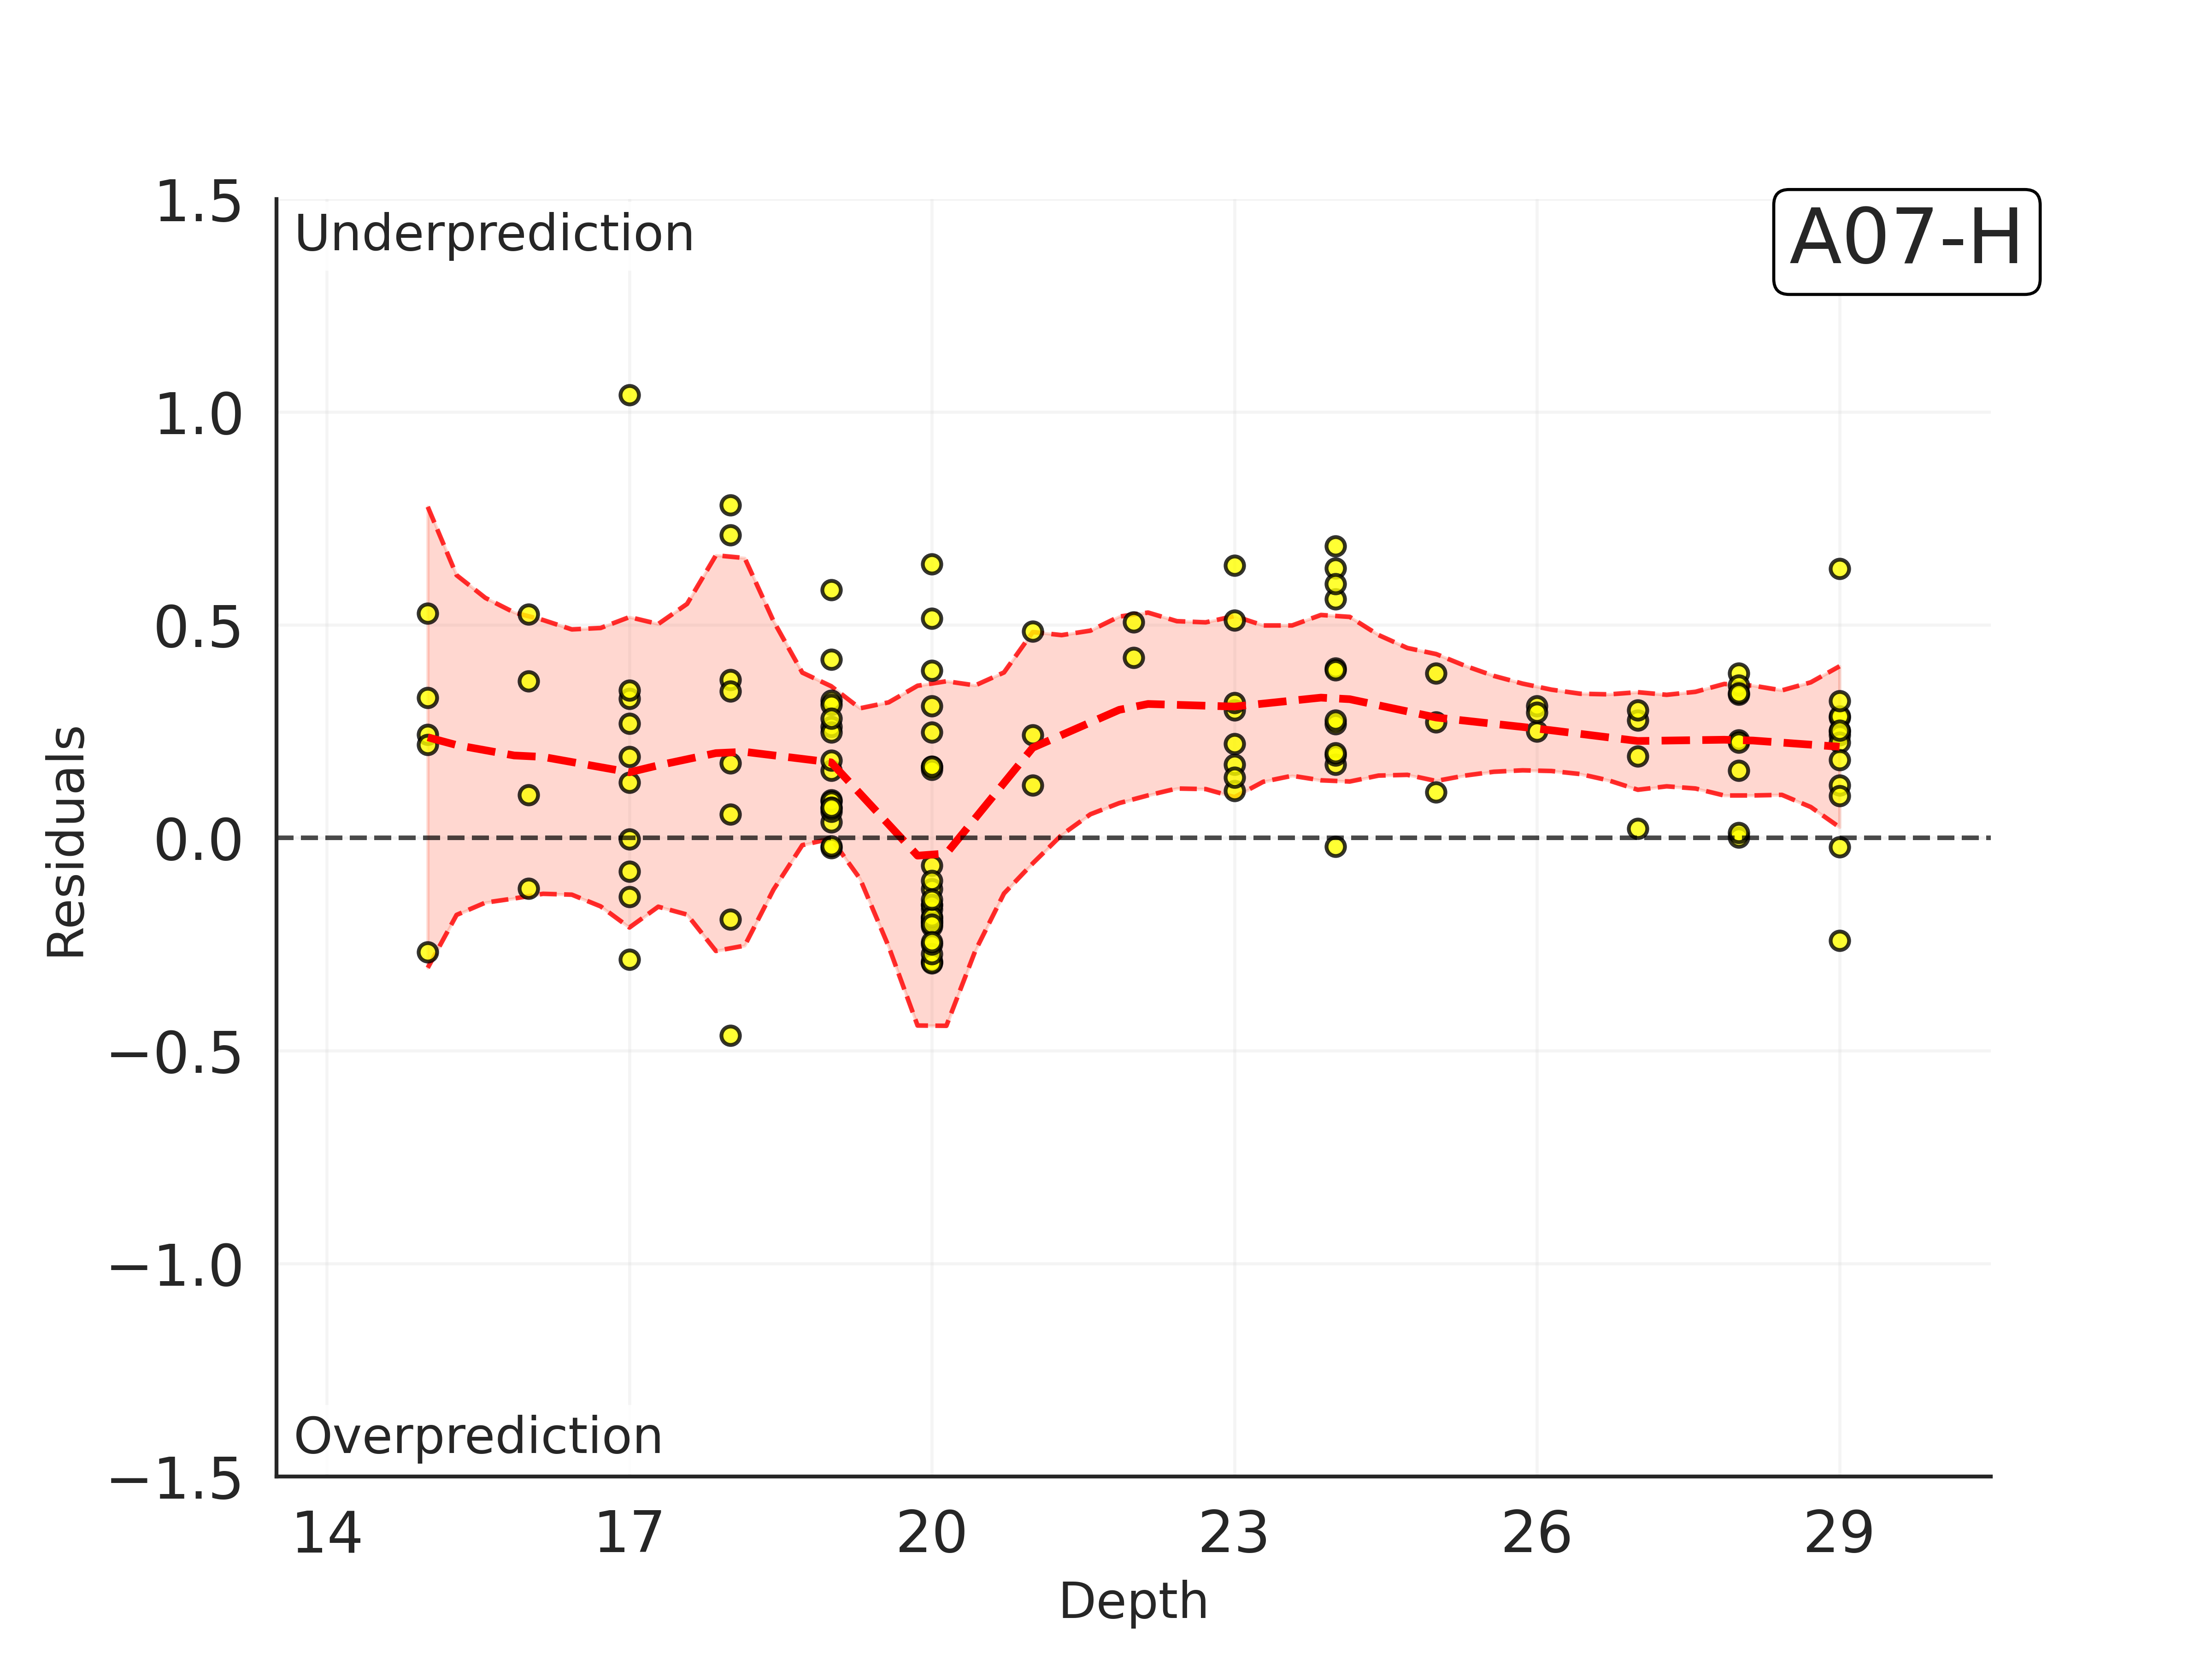 A07-H
Underprediction
1.5
1.0
0.5
0.0
−0.5
−1.0
−1.5
Residuals
Overprediction
14 17 20 23 26 29
Depth